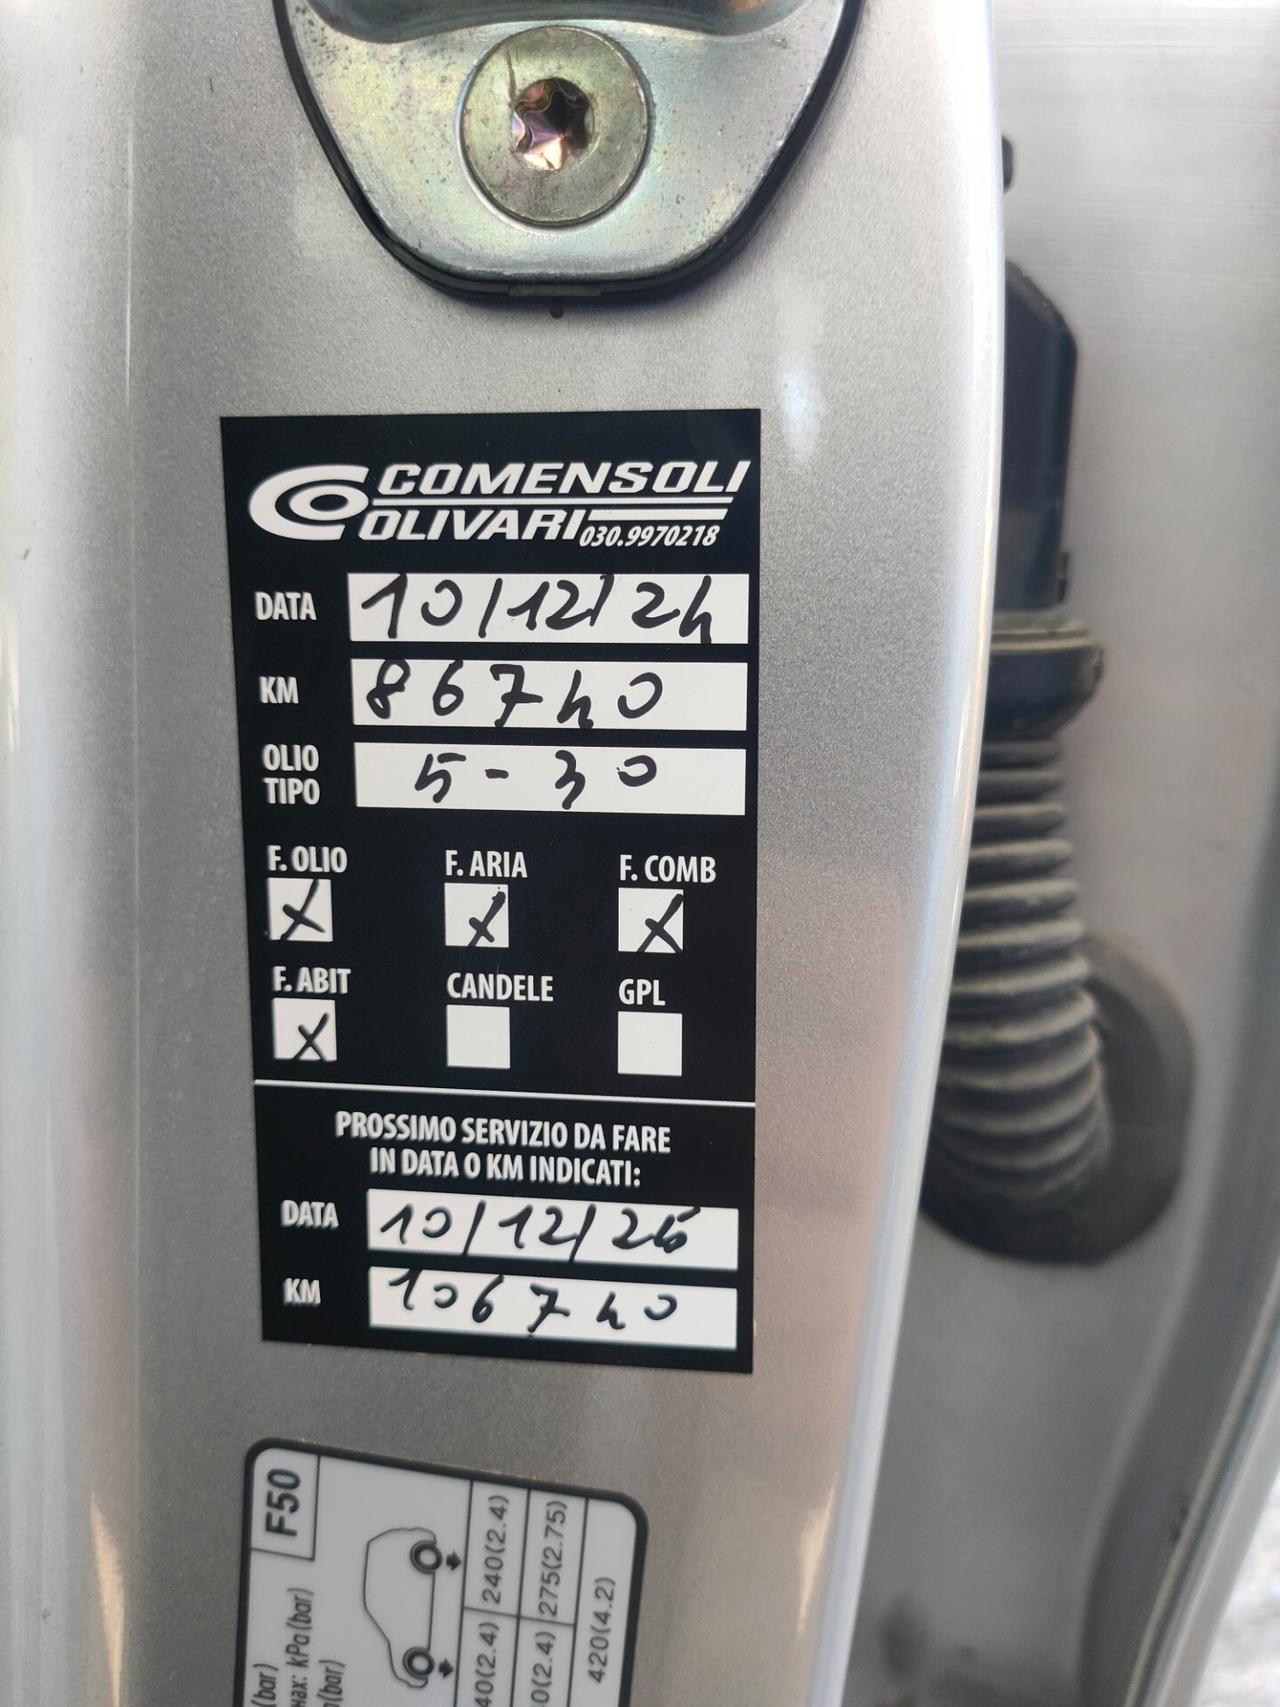 COMENSOLI
OLIVARI 030.9970218
DATA 10/12/24
KM 86740
OLIO TIPO 5-30
F. OLIO X F. ARIA X F. COMB X
F. ABIT X CANDELE GPL
PROSSIMO SERVIZIO DA FARE
IN DATA O KM INDICATI:
DATA 10/12/26
KM 106740
F50
240(2.4)
275(2.75)
420(4.2)
kPa(bar)